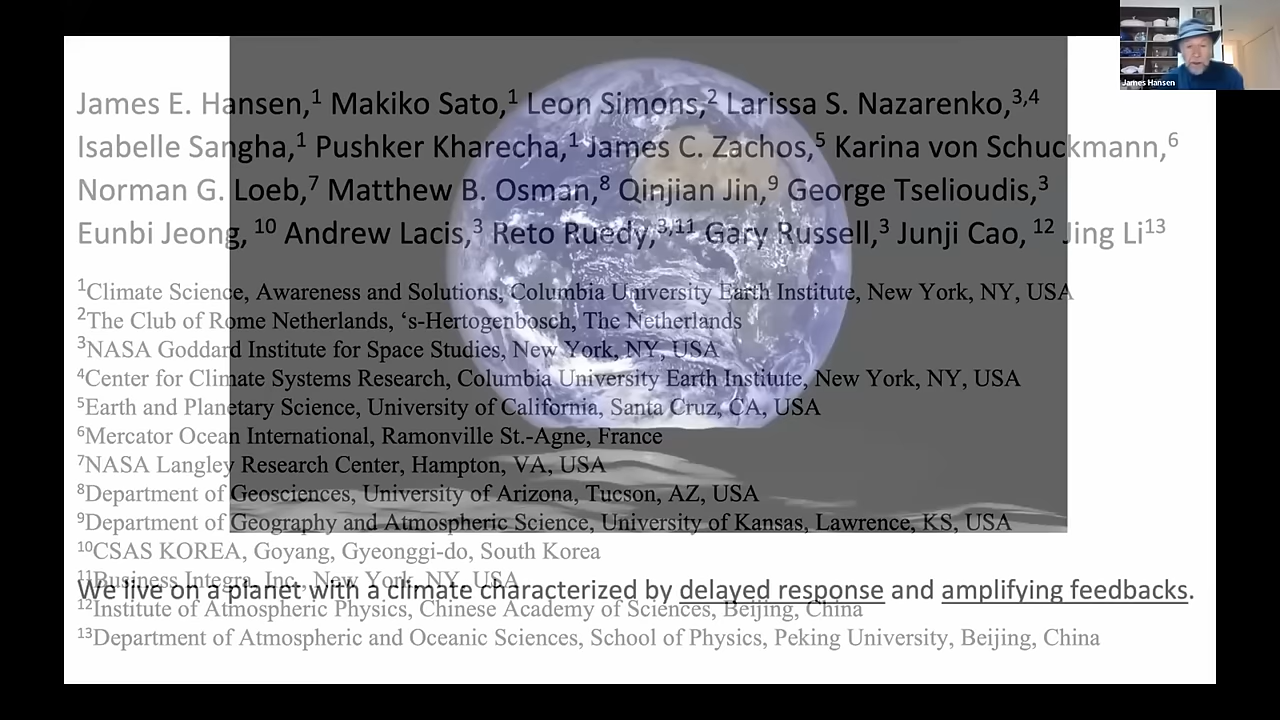 James Hansen
James E. Hansen,¹ Makiko Sato,¹ Leon Simons,² Larissa S. Nazarenko,³,⁴
Isabelle Sangha,¹ Pushker Kharecha,¹ James C. Zachos,⁵ Karina von Schuckmann,⁶
Norman G. Loeb,⁷ Matthew B. Osman,⁸ Qinjian Jin,⁹ George Tselioudis,³
Eunbi Jeong, ¹⁰ Andrew Lacis,³ Reto Ruedy,³,¹¹ Gary Russell,³ Junji Cao, ¹² Jing Li¹³
¹Climate Science, Awareness and Solutions, Columbia University Earth Institute, New York, NY, USA
²The Club of Rome Netherlands, ‘s-Hertogenbosch, The Netherlands
³NASA Goddard Institute for Space Studies, New York, NY, USA
⁴Center for Climate Systems Research, Columbia University Earth Institute, New York, NY, USA
⁵Earth and Planetary Science, University of California, Santa Cruz, CA, USA
⁶Mercator Ocean International, Ramonville St.-Agne, France
⁷NASA Langley Research Center, Hampton, VA, USA
⁸Department of Geosciences, University of Arizona, Tucson, AZ, USA
⁹Department of Geography and Atmospheric Science, University of Kansas, Lawrence, KS, USA
¹⁰CSAS KOREA, Goyang, Gyeonggi-do, South Korea
¹¹Business Integra, Inc., New York, NY, USA
We live on a planet with a climate characterized by delayed response and amplifying feedbacks.
¹²Institute of Atmospheric Physics, Chinese Academy of Sciences, Beijing, China
¹³Department of Atmospheric and Oceanic Sciences, School of Physics, Peking University, Beijing, China